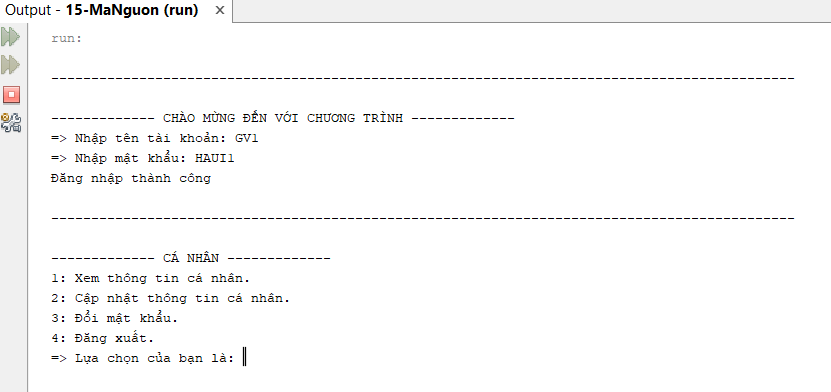 Output - 15-MaNguon (run) ×
run:
---------------------------------------------------------------------------------------------
------------- CHÀO MỪNG ĐẾN VỚI CHƯƠNG TRÌNH -------------
=> Nhập tên tài khoản: GV1
=> Nhập mật khẩu: HAUI1
Đăng nhập thành công
---------------------------------------------------------------------------------------------
------------- CÁ NHÂN -------------
1: Xem thông tin cá nhân.
2: Cập nhật thông tin cá nhân.
3: Đổi mật khẩu.
4: Đăng xuất.
=> Lựa chọn của bạn là: